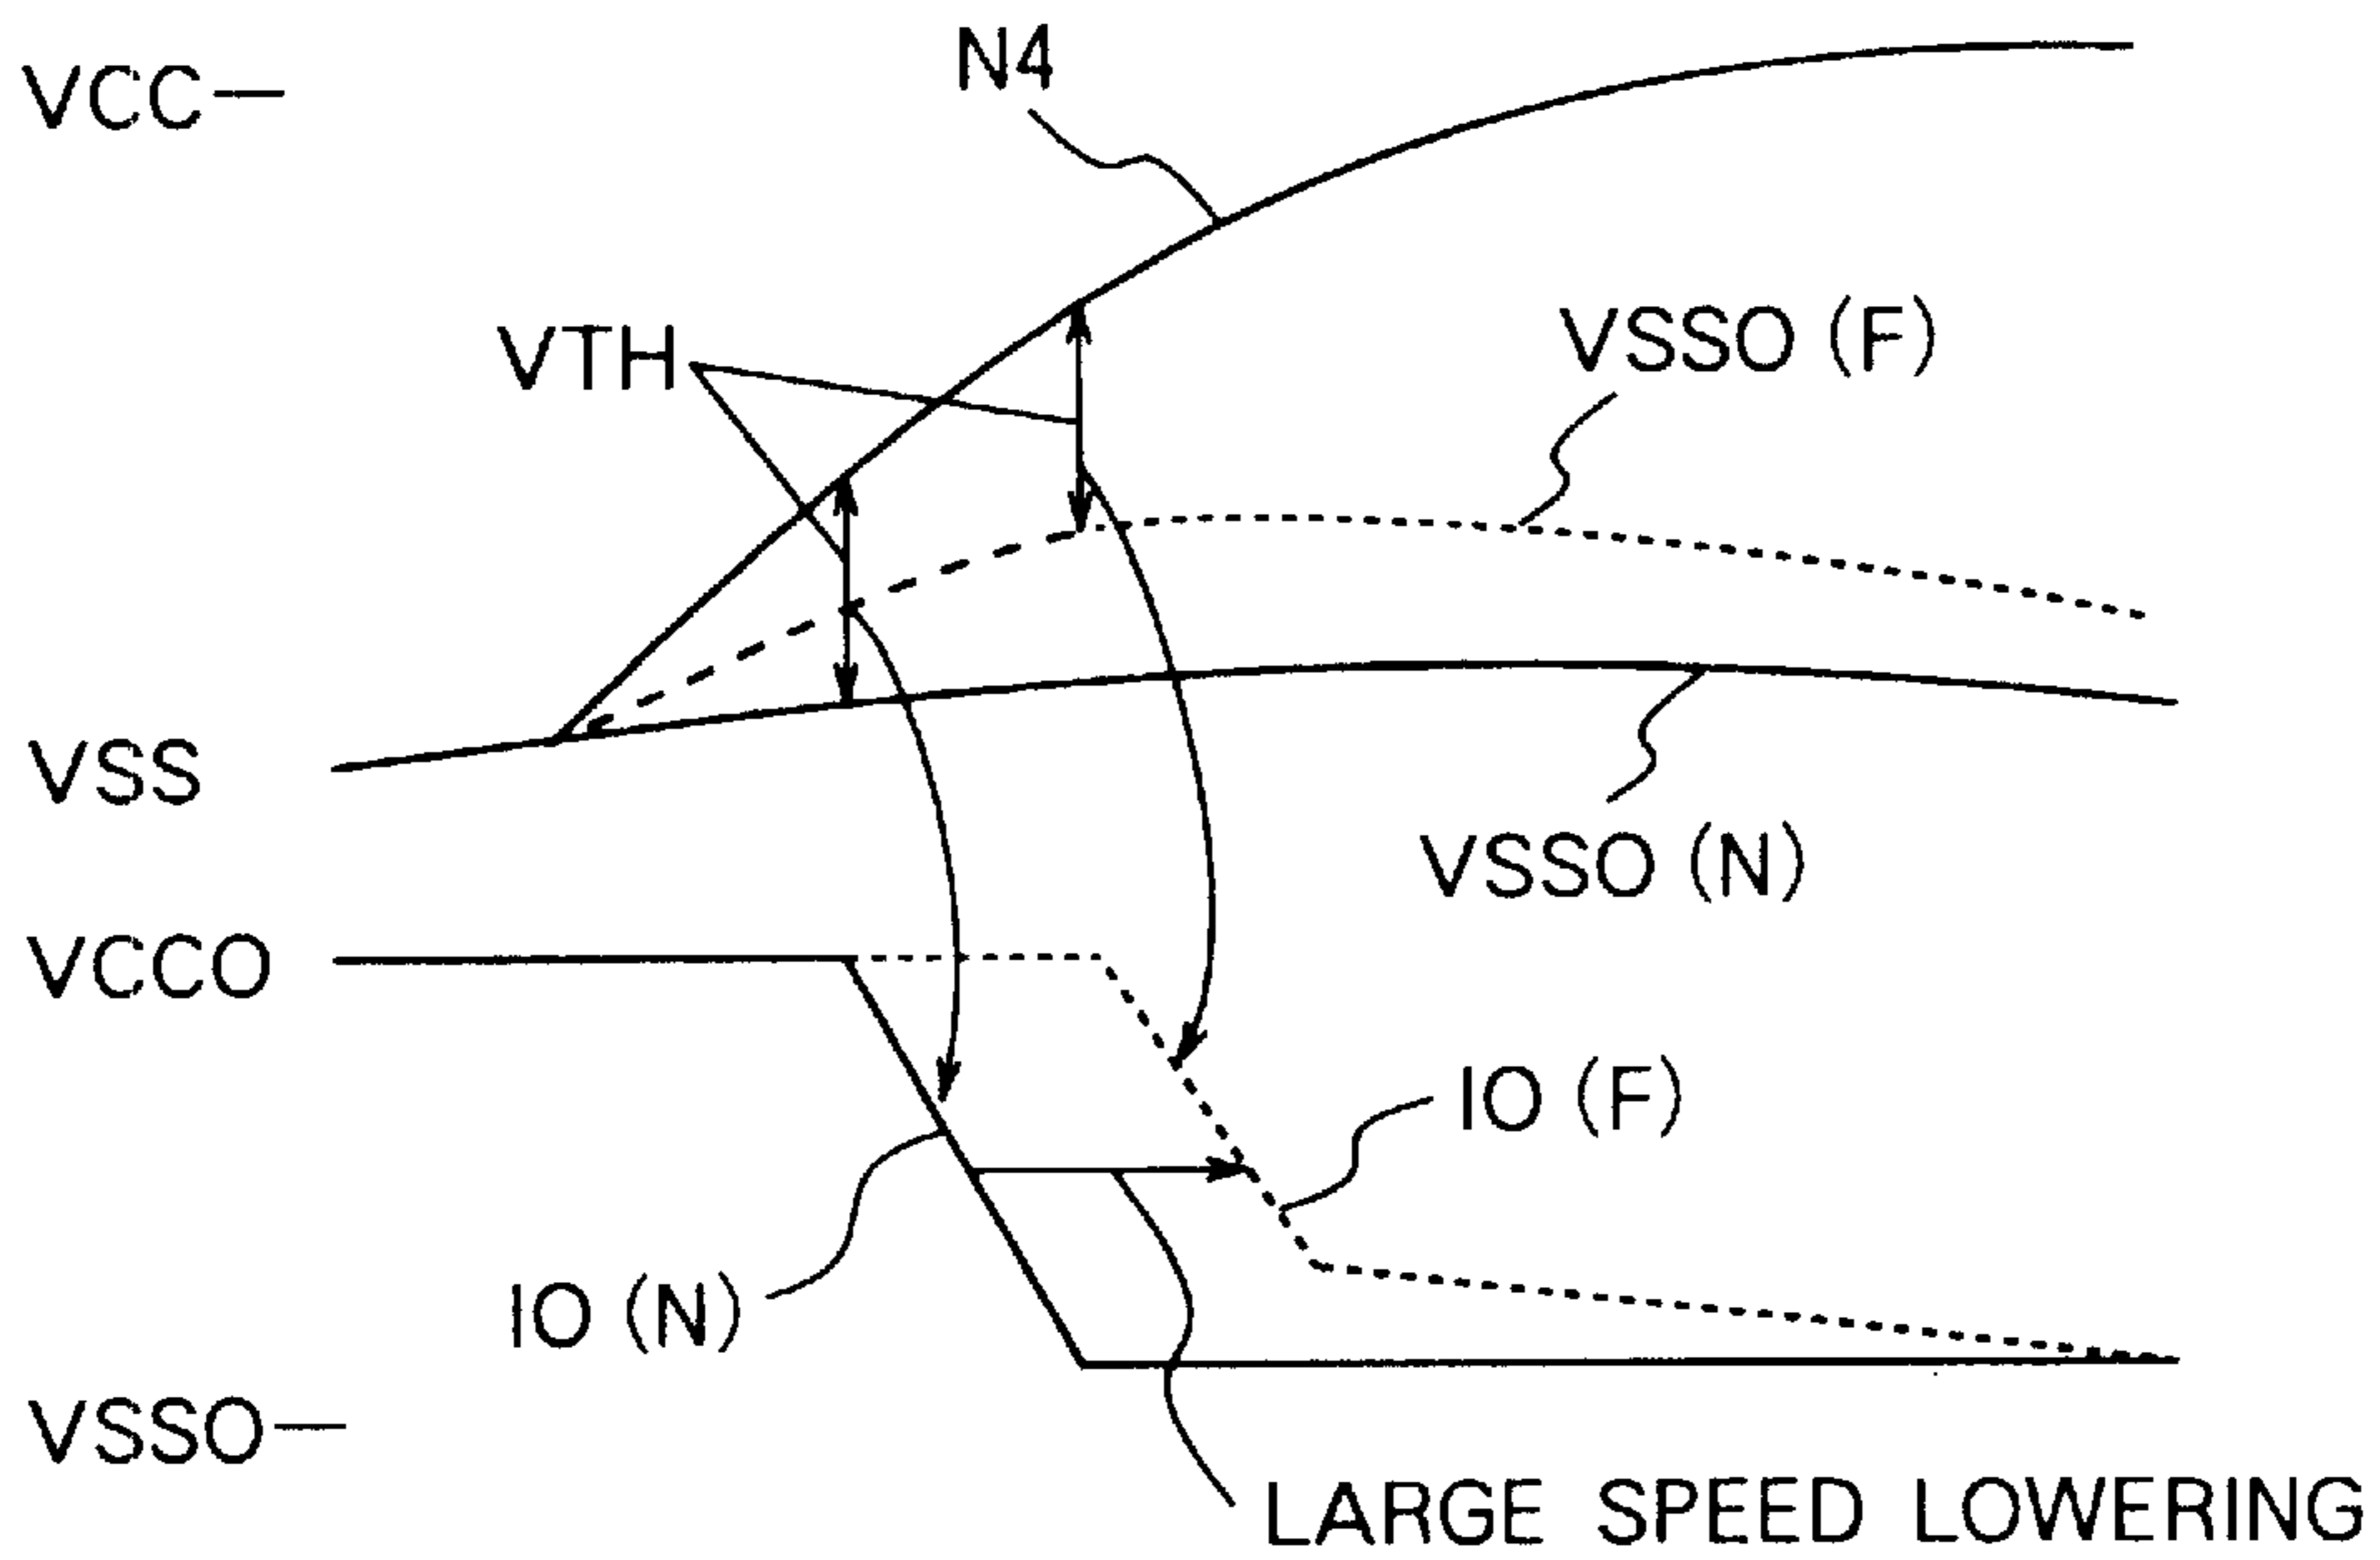 N4
VCC
VSSO (F)
VTH
VSS
VSSO (N)
VCCO
IO (F)
IO (N)
VSSO
LARGE SPEED LOWERING